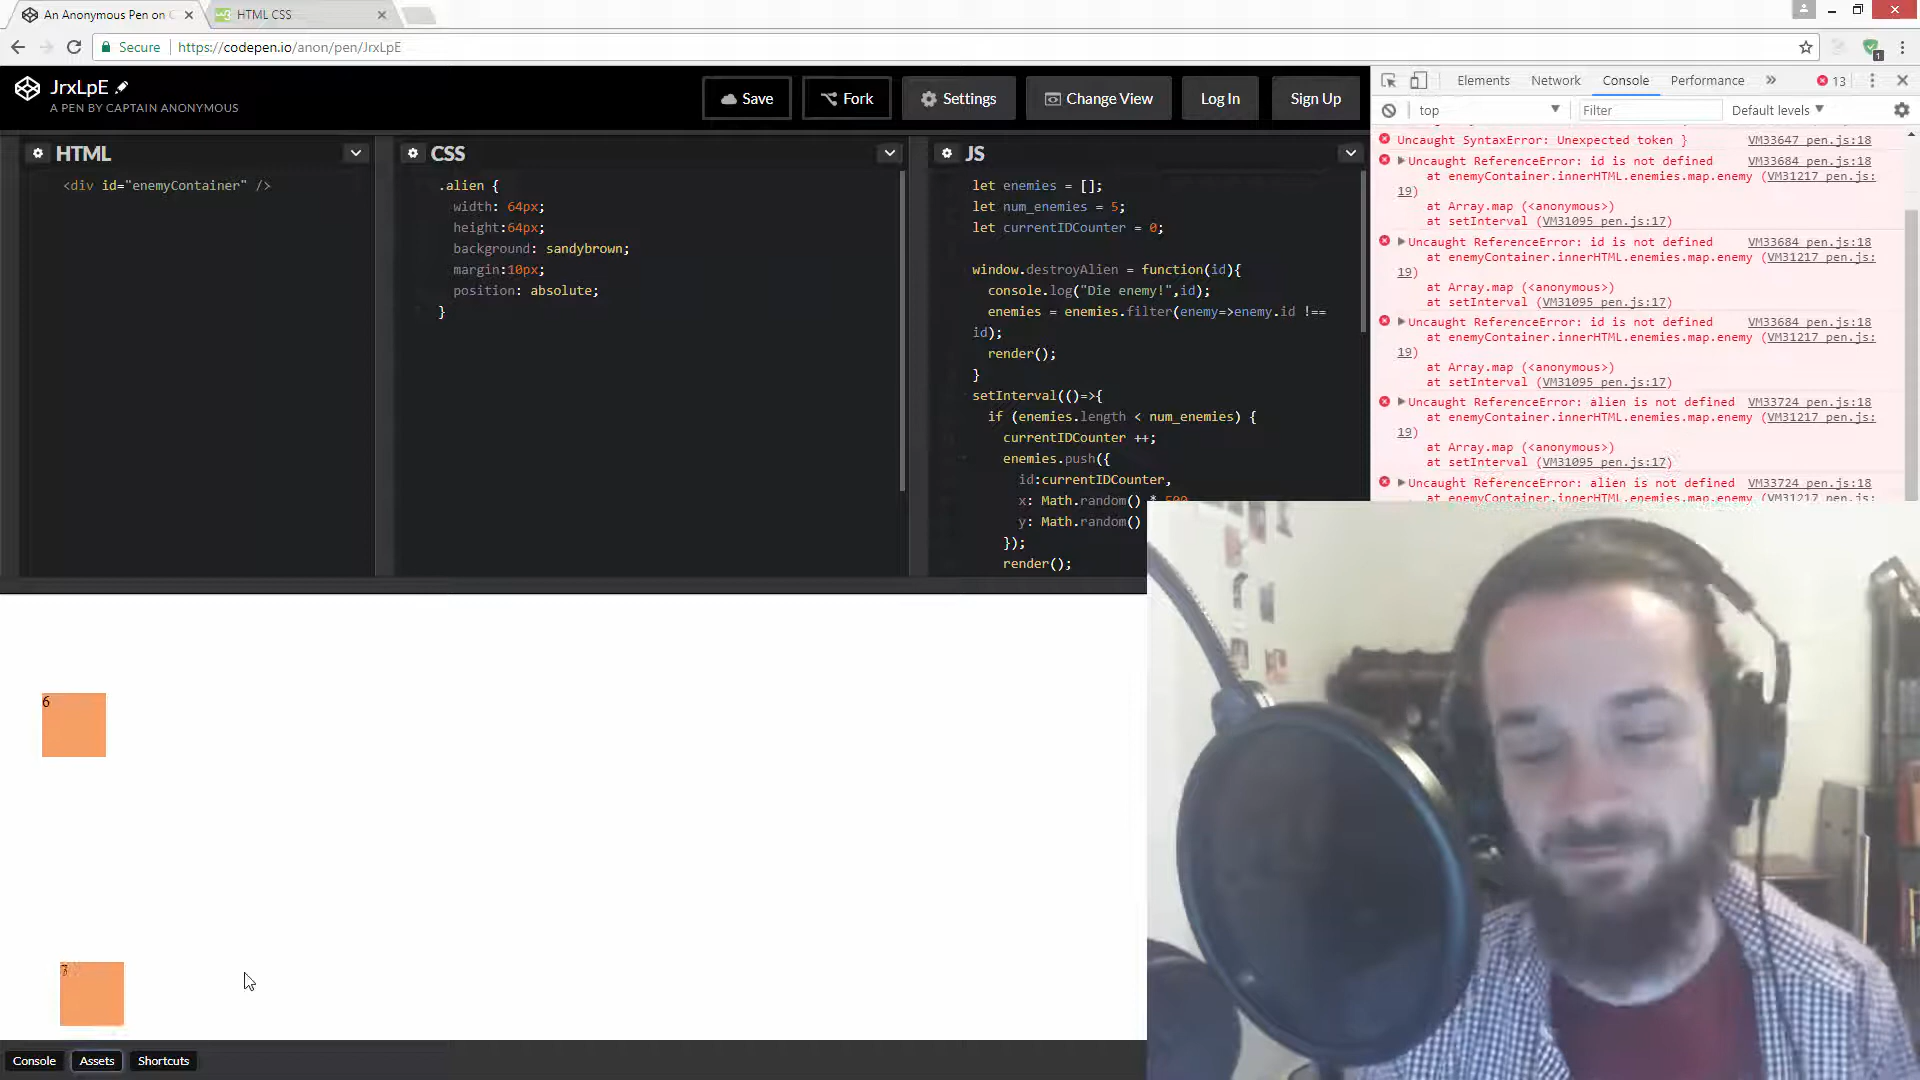 An Anonymous Pen on
HTML CSS
Secure
https://codepen.io/anon/pen/JrxLpE
JrxLpE
A PEN BY CAPTAIN ANONYMOUS
Save
Fork
Settings
Change View
Log In
Sign Up
HTML
<div id="enemyContainer" />
CSS
.alien {
width: 64px;
height:64px;
background: sandybrown;
margin:10px;
position: absolute;
}
JS
let enemies = [];
let num_enemies = 5;
let currentIDCounter = 0;
window.destroyAlien = function(id){
console.log("Die enemy!",id);
enemies = enemies.filter(enemy=>enemy.id !==
id);
render();
}
setInterval(()=>{
if (enemies.length < num_enemies) {
currentIDCounter ++;
enemies.push({
id:currentIDCounter,
x: Math.random() * 500
y: Math.random()
});
render();
Elements
Network
Console
Performance
13
top
Filter
Default levels
Uncaught SyntaxError: Unexpected token } VM33647 pen.js:18
Uncaught ReferenceError: id is not defined VM33684 pen.js:18
at enemyContainer.innerHTML.enemies.map.enemy (VM31217 pen.js:
19)
at Array.map (<anonymous>)
at setInterval (VM31095 pen.js:17)
Uncaught ReferenceError: id is not defined VM33684 pen.js:18
at enemyContainer.innerHTML.enemies.map.enemy (VM31217 pen.js:
19)
at Array.map (<anonymous>)
at setInterval (VM31095 pen.js:17)
Uncaught ReferenceError: id is not defined VM33684 pen.js:18
at enemyContainer.innerHTML.enemies.map.enemy (VM31217 pen.js:
19)
at Array.map (<anonymous>)
at setInterval (VM31095 pen.js:17)
Uncaught ReferenceError: alien is not defined VM33724 pen.js:18
at enemyContainer.innerHTML.enemies.map.enemy (VM31217 pen.js:
19)
at Array.map (<anonymous>)
at setInterval (VM31095 pen.js:17)
Uncaught ReferenceError: alien is not defined VM33724 pen.js:18
at enemyContainer.innerHTML.enemies.map.enemy (VM31217 pen.js:
6
Console
Assets
Shortcuts